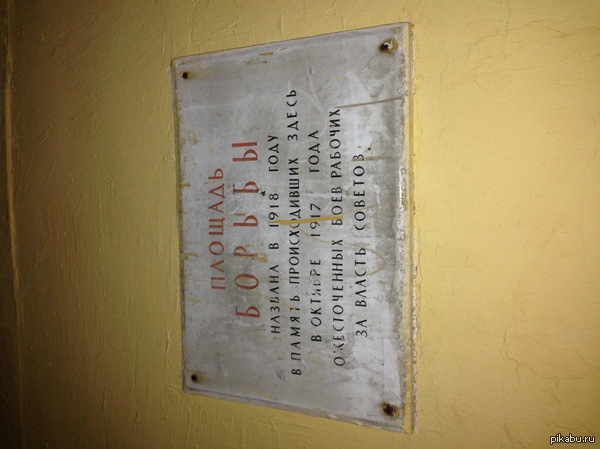 ПЛОЩАДЬ
БОРЬБЫ
НАЗВАНА В 1918 ГОДУ
В ПАМЯТЬ ПРОИСХОДИВШИХ ЗДЕСЬ
В ОКТЯБРЕ 1917 ГОДА
ОЖЕСТОЧЕННЫХ БОЕВ РАБОЧИХ
ЗА ВЛАСТЬ СОВЕТОВ.
pikabu.ru